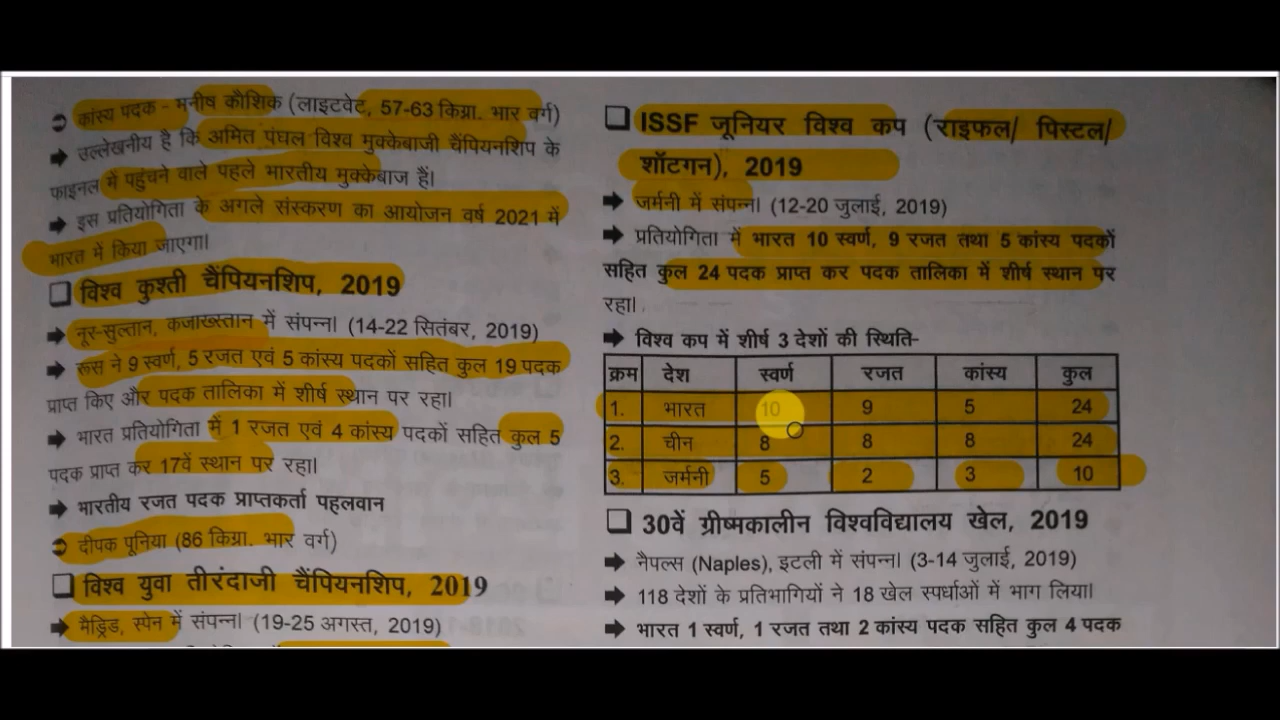 ➲ कांस्य पदक - मनीष कौशिक (लाइटवेट, 57-63 किग्रा. भार वर्ग)
➡ उल्लेखनीय है कि अमित पंघल विश्व मुक्केबाजी चैंपियनशिप के
फाइनल में पहुंचने वाले पहले भारतीय मुक्केबाज हैं।
➡ इस प्रतियोगिता के अगले संस्करण का आयोजन वर्ष 2021 में
भारत में किया जाएगा।
❑ विश्व कुश्ती चैंपियनशिप, 2019
➡ नूर-सुल्तान, कजाख्स्तान में संपन्न। (14-22 सितंबर, 2019)
➡ रूस ने 9 स्वर्ण, 5 रजत एवं 5 कांस्य पदकों सहित कुल 19 पदक
प्राप्त किए और पदक तालिका में शीर्ष स्थान पर रहा।
➡ भारत प्रतियोगिता में 1 रजत एवं 4 कांस्य पदकों सहित कुल 5
पदक प्राप्त कर 17वें स्थान पर रहा।
➡ भारतीय रजत पदक प्राप्तकर्ता पहलवान
➲ दीपक पूनिया (86 किग्रा. भार वर्ग)
❑ विश्व युवा तीरंदाजी चैंपियनशिप, 2019
➡ मैड्रिड, स्पेन में संपन्न। (19-25 अगस्त, 2019)
❑ ISSF जूनियर विश्व कप (राइफल/ पिस्टल/
शॉटगन), 2019
➡ जर्मनी में संपन्न। (12-20 जुलाई, 2019)
➡ प्रतियोगिता में भारत 10 स्वर्ण, 9 रजत तथा 5 कांस्य पदकों
सहित कुल 24 पदक प्राप्त कर पदक तालिका में शीर्ष स्थान पर
रहा।
➡ विश्व कप में शीर्ष 3 देशों की स्थिति-
क्रम देश स्वर्ण रजत कांस्य कुल
1. भारत 10 9 5 24
2. चीन 8 8 8 24
3. जर्मनी 5 2 3 10
❑ 30वें ग्रीष्मकालीन विश्वविद्यालय खेल, 2019
➡ नैपल्स (Naples), इटली में संपन्न। (3-14 जुलाई, 2019)
➡ 118 देशों के प्रतिभागियों ने 18 खेल स्पर्धाओं में भाग लिया।
➡ भारत 1 स्वर्ण, 1 रजत तथा 2 कांस्य पदक सहित कुल 4 पदक